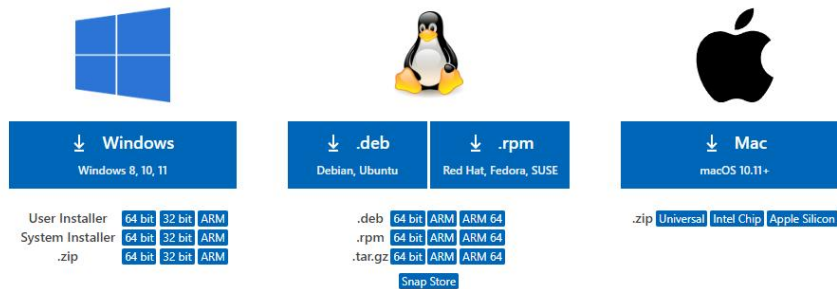 Windows
Windows 8, 10, 11
User Installer 64 bit 32 bit ARM
System Installer 64 bit 32 bit ARM
.zip 64 bit 32 bit ARM
.deb
Debian, Ubuntu
.rpm
Red Hat, Fedora, SUSE
.deb 64 bit ARM ARM 64
.rpm 64 bit ARM ARM 64
.tar.gz 64 bit ARM ARM 64
Snap Store
Mac
macOS 10.11+
.zip Universal Intel Chip Apple Silicon